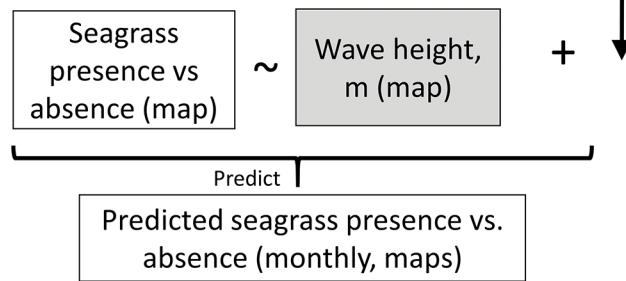 Seagrass
presence vs
absence (map)
~
Wave height,
m (map)
+
Predict
Predicted seagrass presence vs.
absence (monthly, maps)